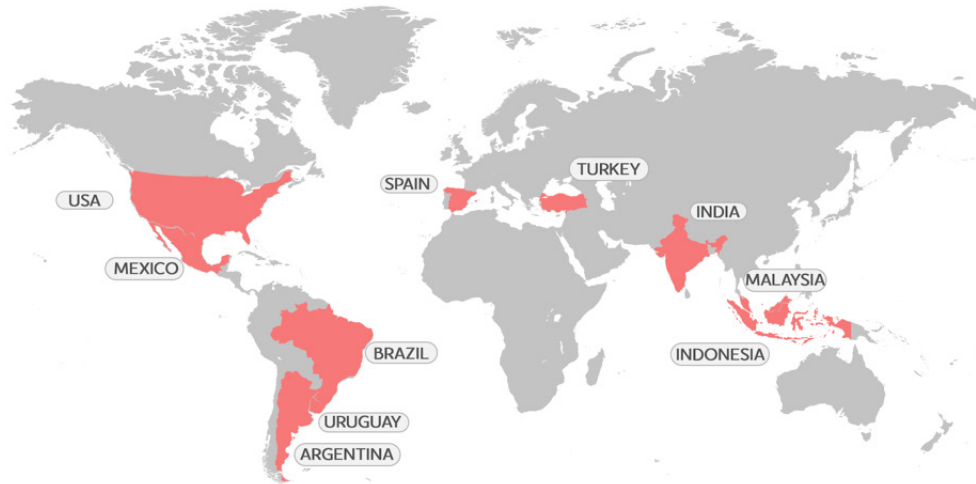 USA
MEXICO
SPAIN
TURKEY
INDIA
MALAYSIA
INDONESIA
BRAZIL
URUGUAY
ARGENTINA